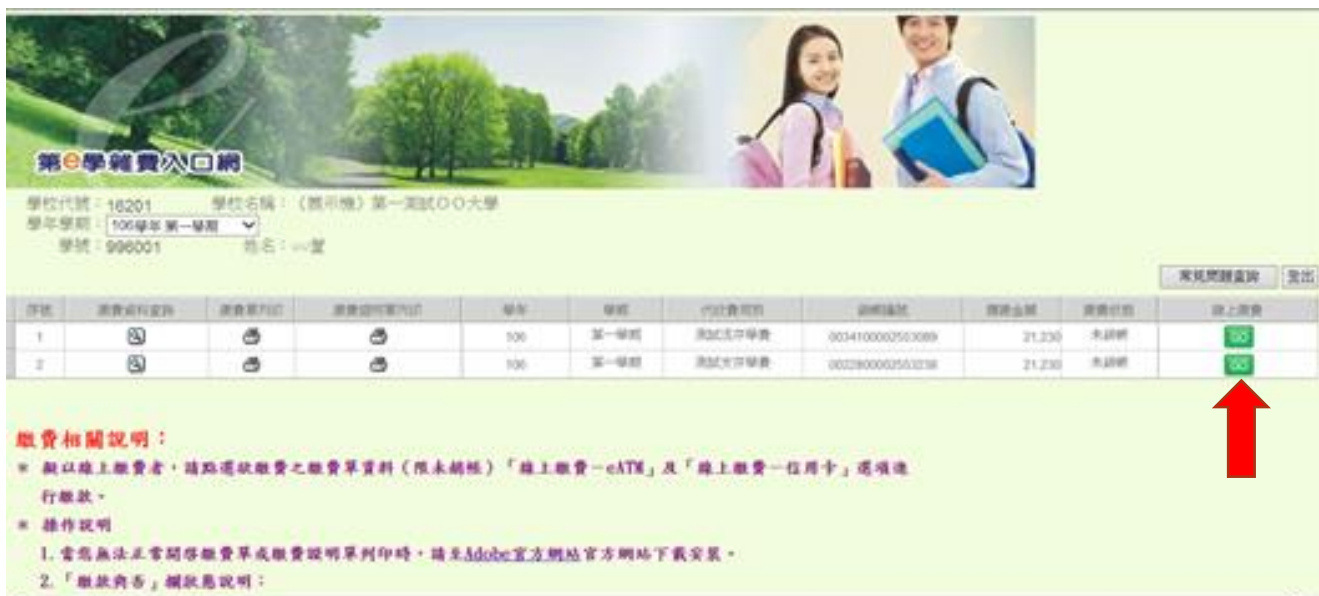 第e學雜費入口網
學校代號：16201 學校名稱：（展示機）第一測試OO大學
學年學期：106學年 第一學期
學號：996001 姓名：
常見問題查詢 登出
序號 繳費資料查詢 繳費單列印 繳費證明單列印 學年 學期 代收費用別 銷帳編號 應繳金額 繳費狀態 線上繳費
1 106 第一學期 21,230 未銷帳 GO
2 106 第一學期 21,230 未銷帳 GO
繳費相關說明：
* 擬以線上繳費者，請點選欲繳費之繳費單資料（限未銷帳）「線上繳費－eATM」及「線上繳費－信用卡」選項進
行繳款。
* 操作說明
1. 當您無法正常開啓繳費單或繳費證明單列印時，請至Adobe官方網站官方網站下載安裝。
2.「繳款與否」欄狀態說明：